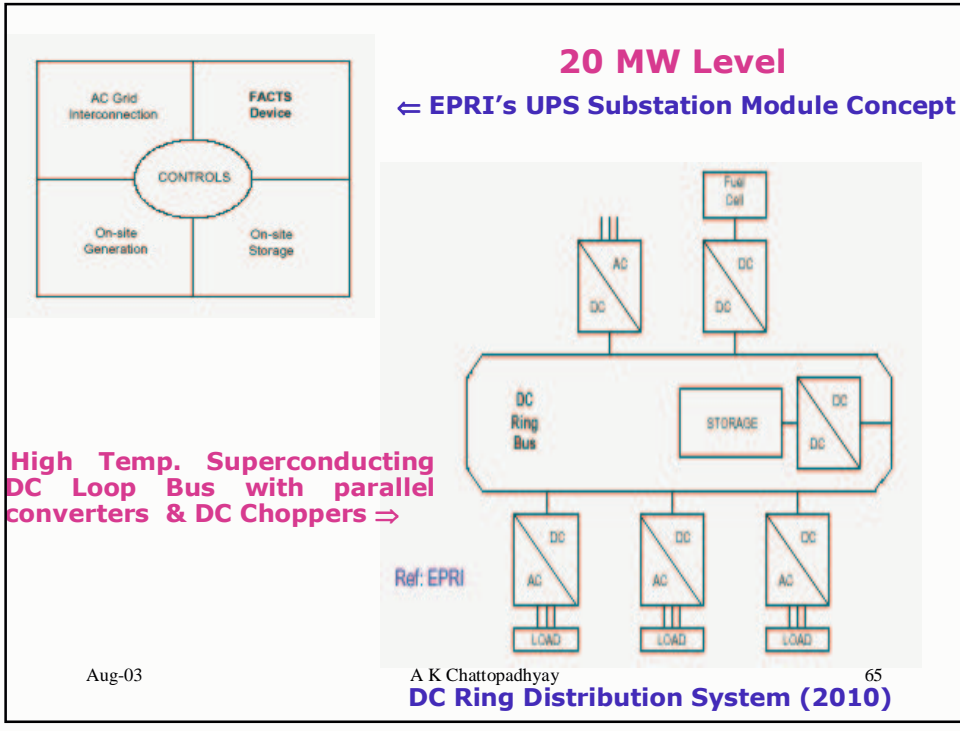 20 MW Level
⇐ EPRI's UPS Substation Module Concept
AC Grid
Interconnection
FACTS
Device
CONTROLS
On-site
Generation
On-site
Storage
Fuel
Cell
AC
DC
DC
DC
DC
Ring
Bus
STORAGE
DC
DC
High Temp. Superconducting
DC Loop Bus with parallel
converters & DC Choppers ⇒
DC
AC
DC
AC
DC
AC
Ref: EPRI
LOAD
LOAD
LOAD
Aug-03
A K Chattopadhyay
65
DC Ring Distribution System (2010)